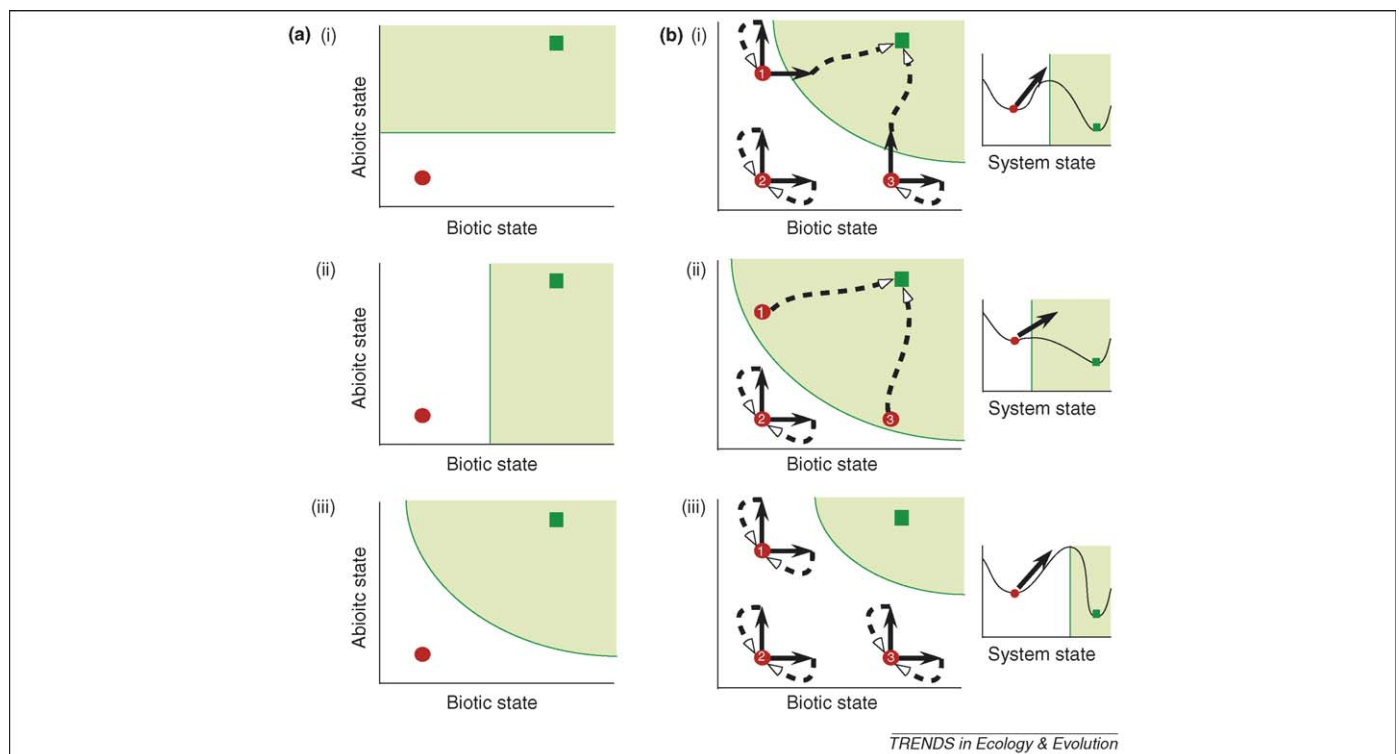 (a) (i)
Abioitc state
Biotic state
(ii)
Abioitc state
Biotic state
(iii)
Abioitc state
Biotic state
(b) (i)
1
2
3
Biotic state
System state
(ii)
1
2
3
Biotic state
System state
(iii)
1
2
3
Biotic state
System state
TRENDS in Ecology & Evolution